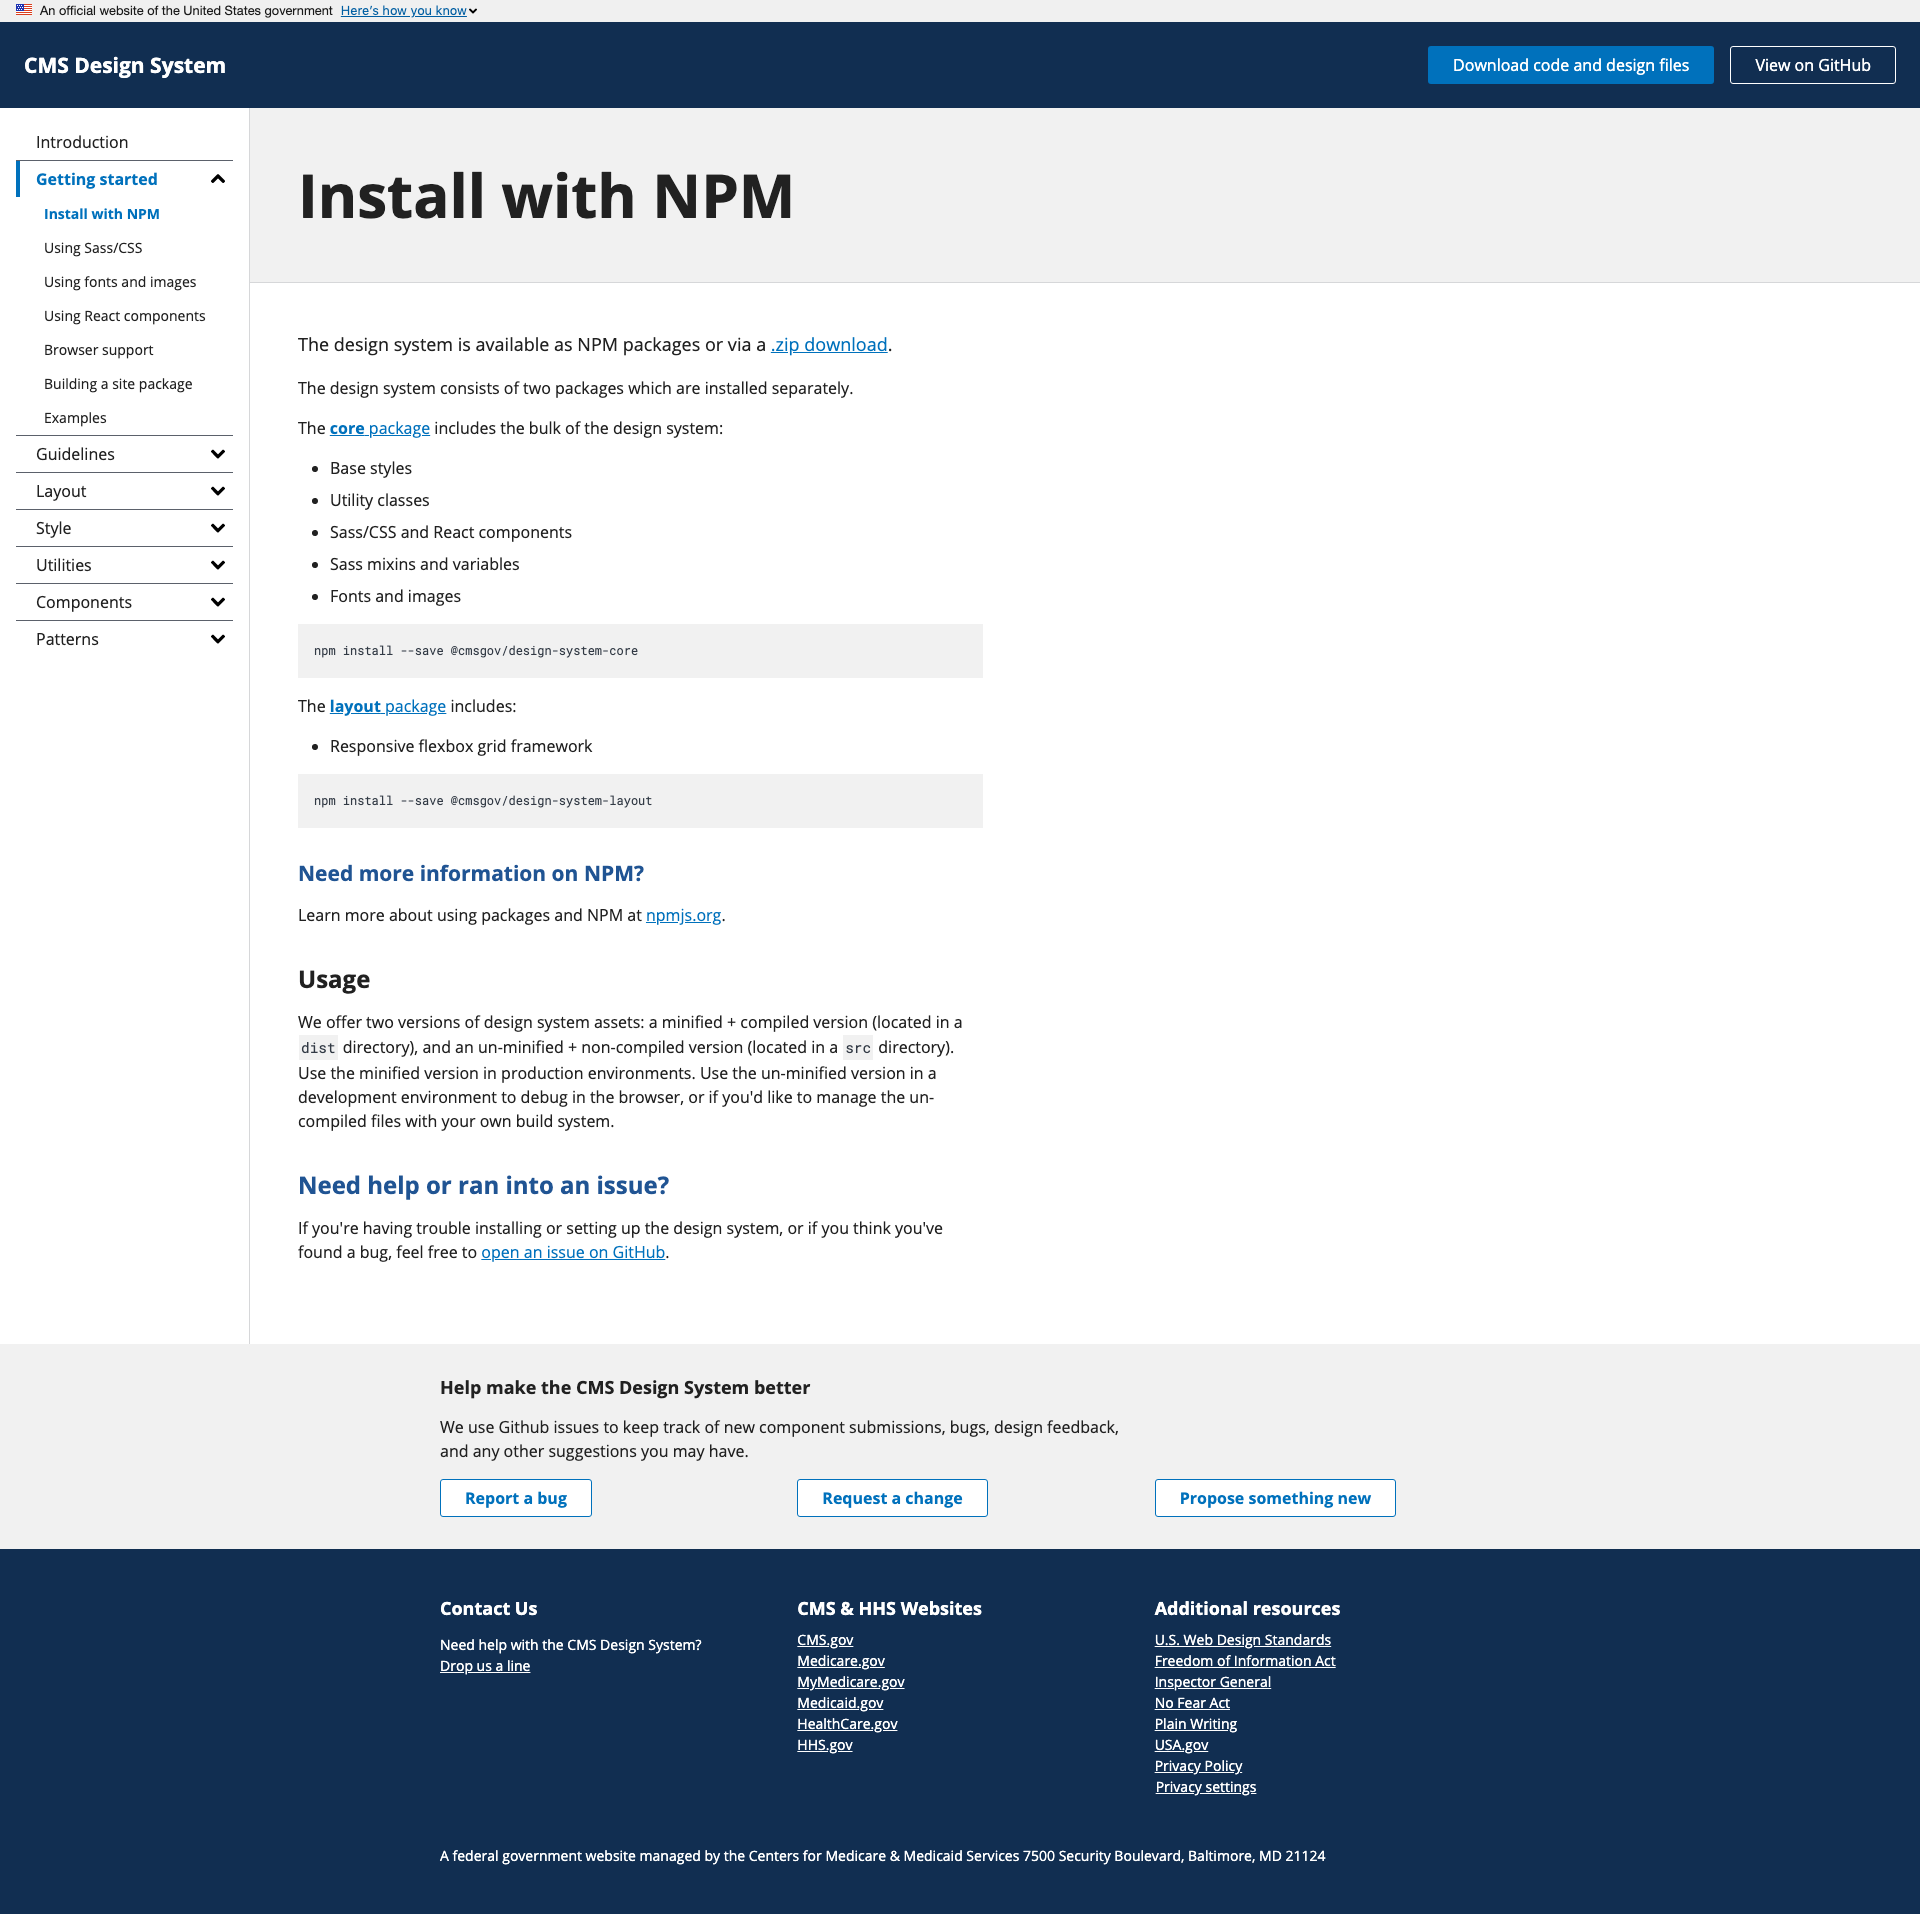 An official website of the United States government Here's how you know
CMS Design System
Download code and design files
View on GitHub
Introduction
Getting started
Install with NPM
Using Sass/CSS
Using fonts and images
Using React components
Browser support
Building a site package
Examples
Guidelines
Layout
Style
Utilities
Components
Patterns
Install with NPM
The design system is available as NPM packages or via a .zip download.
The design system consists of two packages which are installed separately.
The core package includes the bulk of the design system:
Base styles
Utility classes
Sass/CSS and React components
Sass mixins and variables
Fonts and images
npm install --save @cmsgov/design-system-core
The layout package includes:
Responsive flexbox grid framework
npm install --save @cmsgov/design-system-layout
Need more information on NPM?
Learn more about using packages and NPM at npmjs.org.
Usage
We offer two versions of design system assets: a minified + compiled version (located in a
dist directory), and an un-minified + non-compiled version (located in a src directory).
Use the minified version in production environments. Use the un-minified version in a
development environment to debug in the browser, or if you'd like to manage the un-
compiled files with your own build system.
Need help or ran into an issue?
If you're having trouble installing or setting up the design system, or if you think you've
found a bug, feel free to open an issue on GitHub.
Help make the CMS Design System better
We use Github issues to keep track of new component submissions, bugs, design feedback,
and any other suggestions you may have.
Report a bug
Request a change
Propose something new
Contact Us
Need help with the CMS Design System?
Drop us a line
CMS & HHS Websites
CMS.gov
Medicare.gov
MyMedicare.gov
Medicaid.gov
HealthCare.gov
HHS.gov
Additional resources
U.S. Web Design Standards
Freedom of Information Act
Inspector General
No Fear Act
Plain Writing
USA.gov
Privacy Policy
Privacy settings
A federal government website managed by the Centers for Medicare & Medicaid Services 7500 Security Boulevard, Baltimore, MD 21124